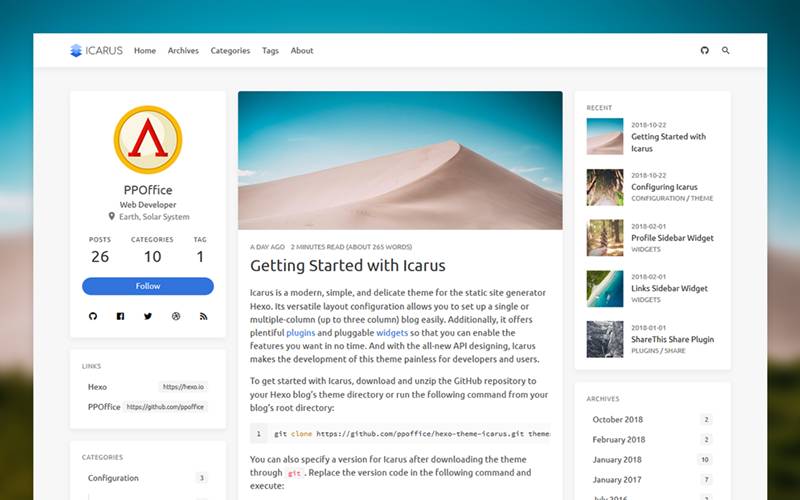 ICARUS Home Archives Categories Tags About
PPOffice
Web Developer
Earth, Solar System
POSTS CATEGORIES TAG
26 10 1
Follow
LINKS
Hexo https://hexo.io
PPOffice https://github.com/ppoffice
CATEGORIES
Configuration 3
A DAY AGO 2 MINUTES READ (ABOUT 265 WORDS)
Getting Started with Icarus
Icarus is a modern, simple, and delicate theme for the static site generator
Hexo. Its versatile layout configuration allows you to set up a single or
multiple-column (up to three column) blog easily. Additionally, it offers
plentiful plugins and pluggable widgets so that you can enable the
features you want in no time. And with the all-new API designing, Icarus
makes the development of this theme painless for developers and users.
To get started with Icarus, download and unzip the GitHub repository to
your Hexo blog's theme directory or run the following command from your
blog's root directory:
1 git clone https://github.com/ppoffice/hexo-theme-icarus.git theme
You can also specify a version for Icarus after downloading the theme
through git. Replace the version code in the following command and
execute:
RECENT
2018-10-22
Getting Started with
Icarus
2018-10-22
Configuring Icarus
CONFIGURATION / THEME
2018-02-01
Profile Sidebar Widget
WIDGETS
2018-02-01
Links Sidebar Widget
WIDGETS
2018-01-01
ShareThis Share Plugin
PLUGINS / SHARE
ARCHIVES
October 2018 2
February 2018 2
January 2018 10
January 2017 7